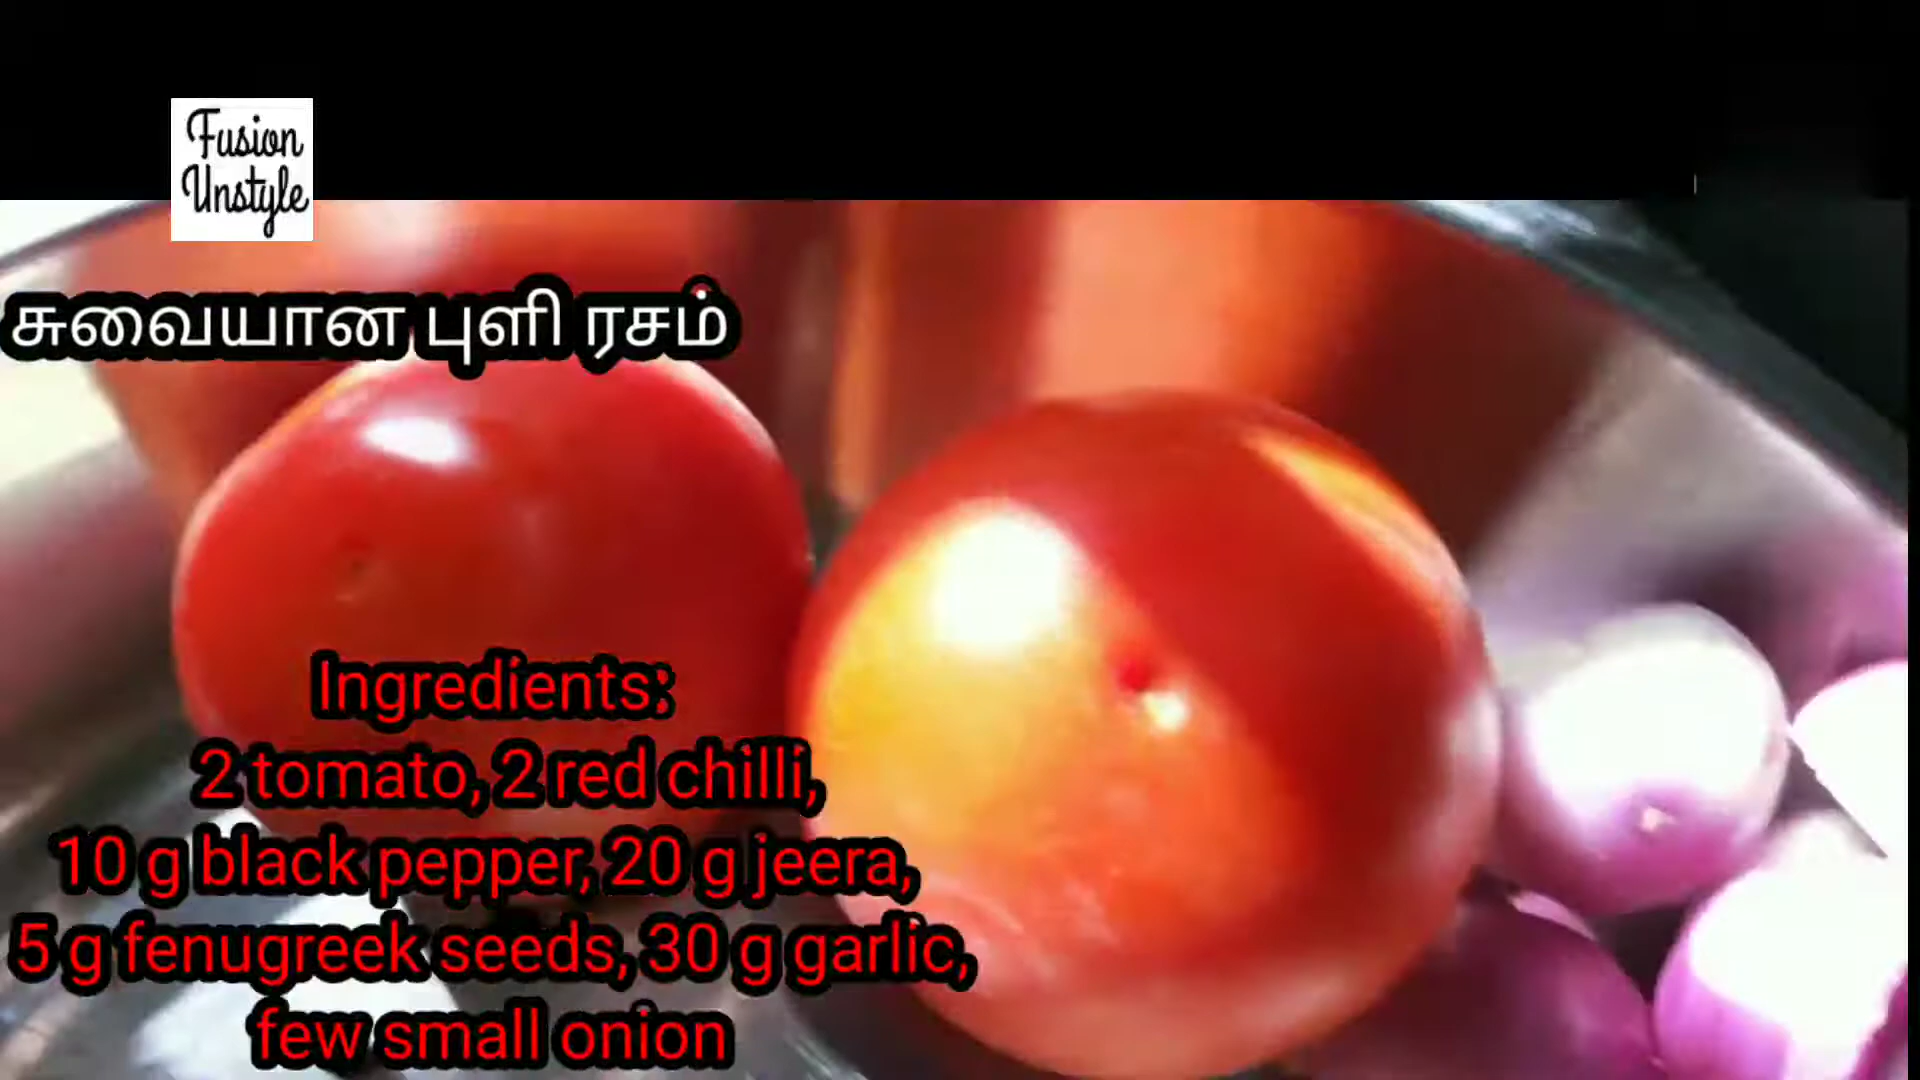 Fusion
Unstyle
சுவையான புளி ரசம்
Ingredients:
2 tomato, 2 red chilli,
10 g black pepper, 20 g jeera,
5 g fenugreek seeds, 30 g garlic,
few small onion